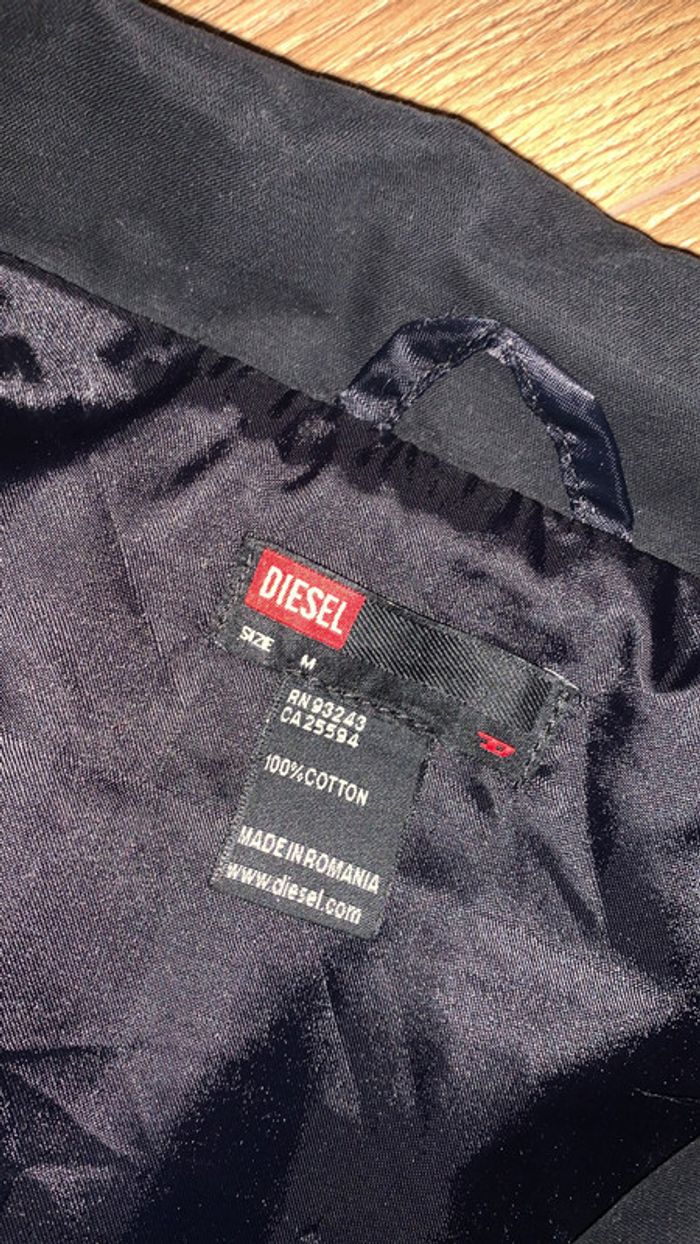 DIESEL
SIZE M
RN 93243
CA 25594
100% COTTON
MADE IN ROMANIA
www.diesel.com